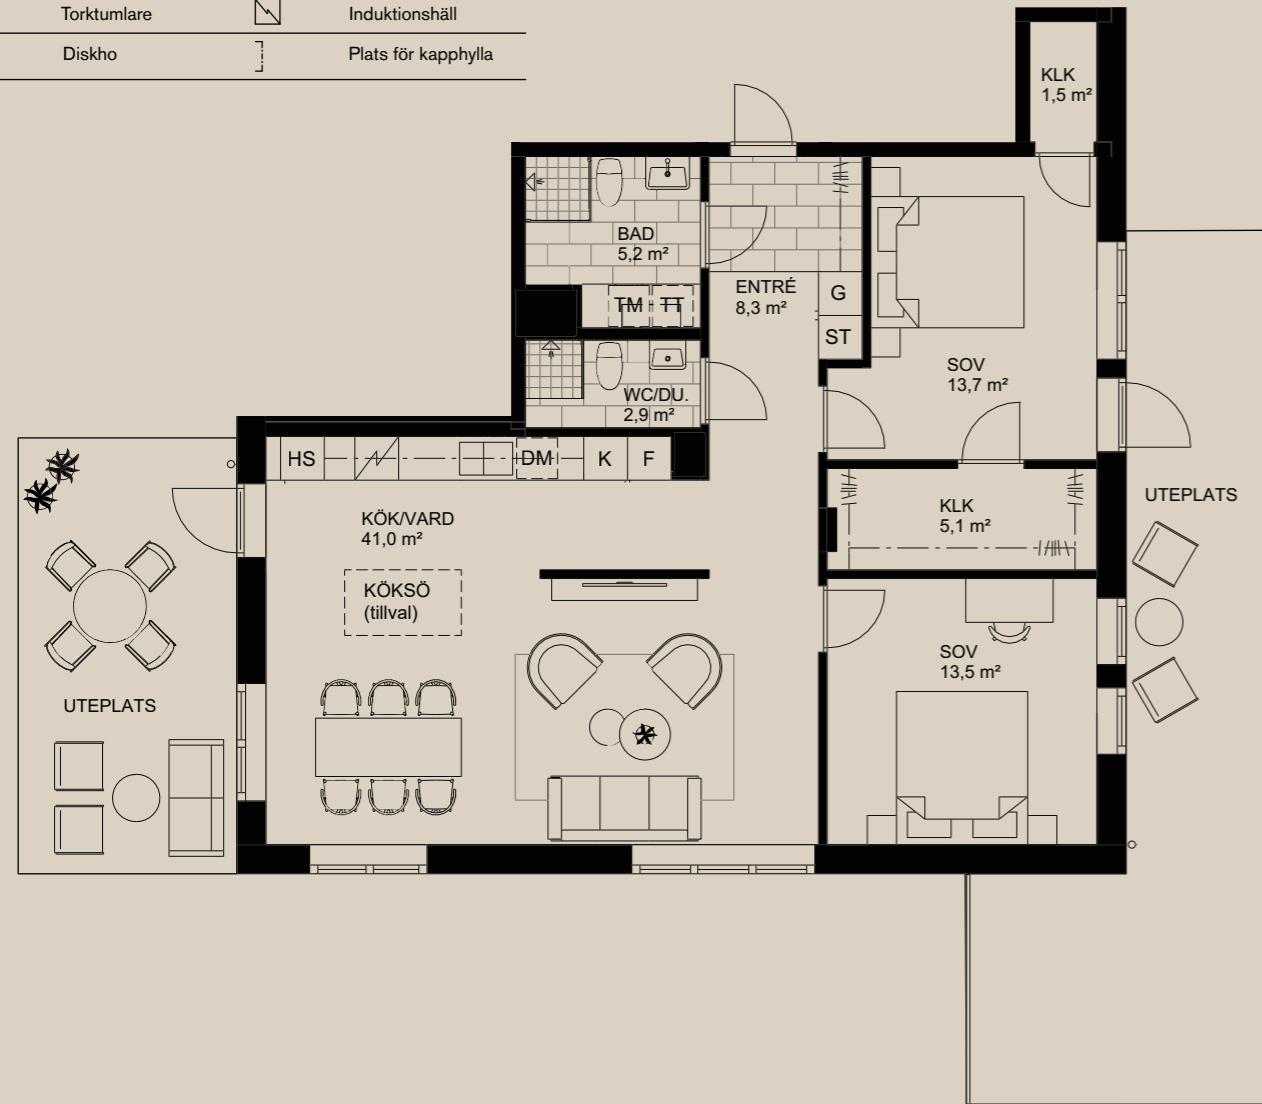 Torktumlare
Induktionshäll
Diskho
Plats för kapphylla
KLK
1,5 m²
BAD
5,2 m²
TM
TT
ENTRÉ
8,3 m²
G
ST
SOV
13,7 m²
WC/DU.
2,9 m²
HS
DM
K
F
KÖK/VARD
41,0 m²
KLK
5,1 m²
UTEPLATS
KÖKSÖ
(tillval)
SOV
13,5 m²
UTEPLATS